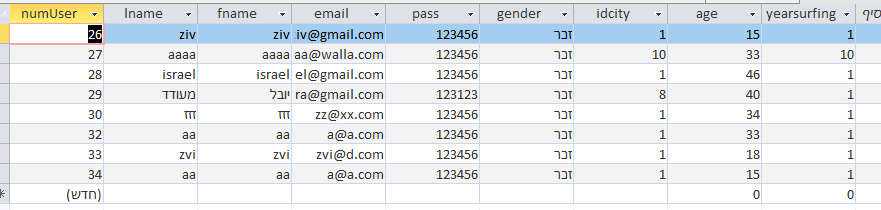 numUser lname fname email pass gender idcity age yearsurfing
26 ziv ziv iv@gmail.com 123456 זכר 1 15 1
27 aaaa aaaa aa@walla.com 123456 זכר 10 33 10
28 israel israel el@gmail.com 123456 זכר 1 46 1
29 מעודד יובל ra@gmail.com 123123 זכר 8 40 1
30 זזז זזז zz@xx.com 123456 זכר 1 34 1
32 aa aa a@a.com 123456 זכר 1 33 1
33 zvi zvi zvi@d.com 123456 זכר 1 18 1
34 aa aa a@a.com 123456 זכר 1 15 1
(חדש) 0 0